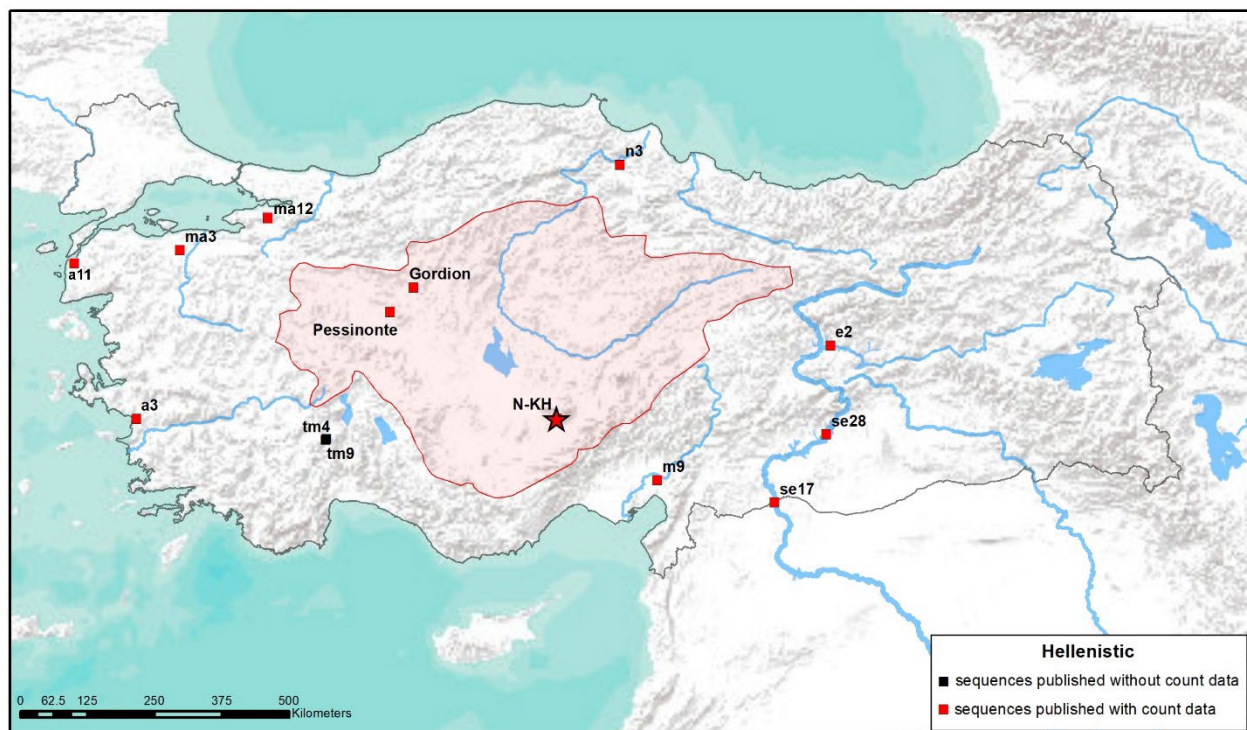 n3
ma12
ma3
a11
Gordion
Pessinonte
e2
N-KH
a3
tm4
tm9
se28
m9
se17
Hellenistic
sequences published without count data
sequences published with count data
0 62.5 125 250 375 500
Kilometers